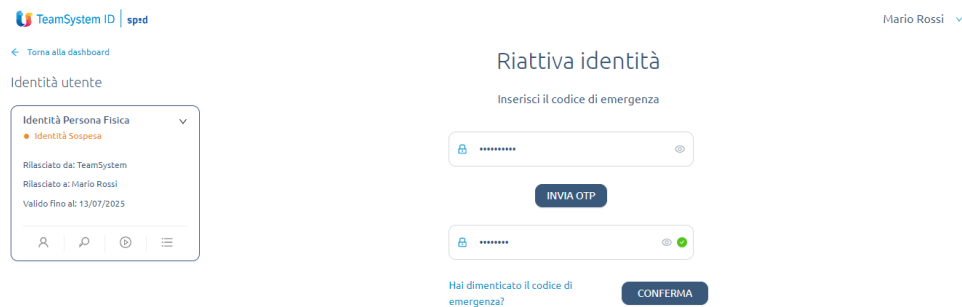 TeamSystem ID | sp:d
Mario Rossi
Torna alla dashboard
Identità utente
Identità Persona Fisica
Identità Sospesa
Rilasciato da: TeamSystem
Rilasciato a: Mario Rossi
Valido fino al: 13/07/2025
Riattiva identità
Inserisci il codice di emergenza
••••••••••
INVIA OTP
••••••••
Hai dimenticato il codice di
emergenza?
CONFERMA